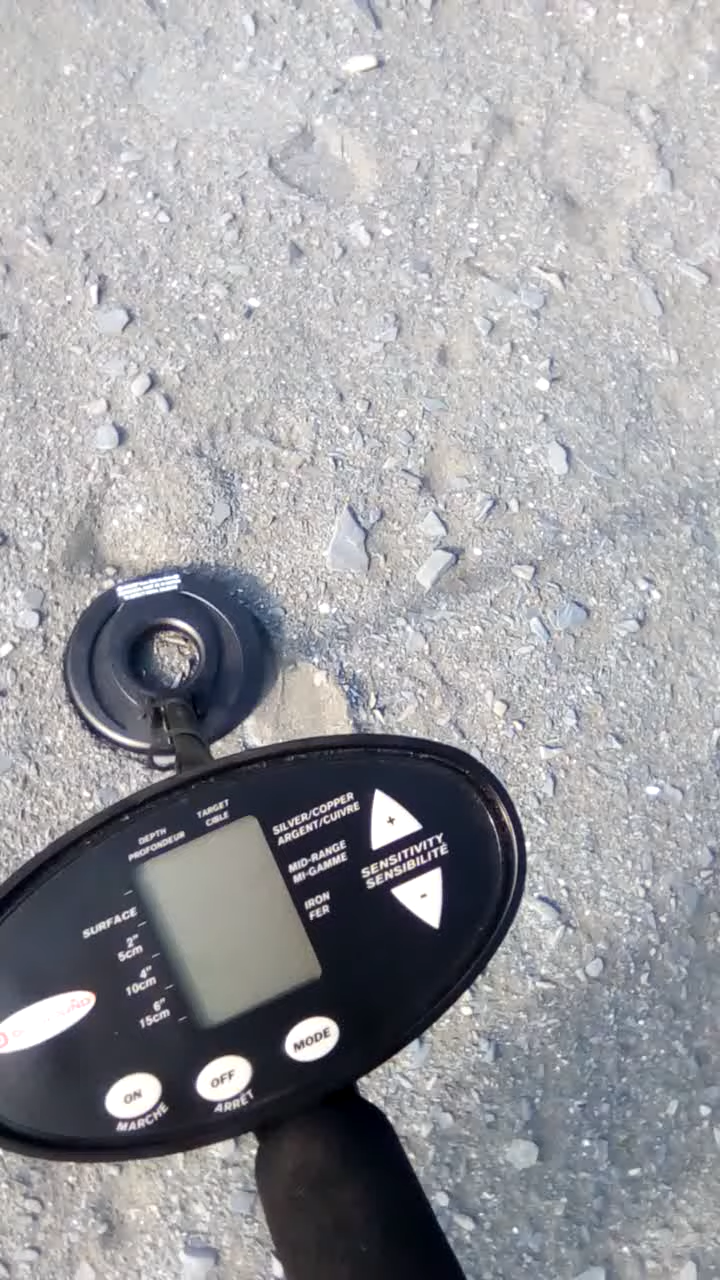 TARGET
CIBLE
DEPTH
PROFONDEUR
SILVER/COPPER
ARGENT/CUIVRE
+
MID-RANGE
MI-GAMME
SENSITIVITY
SENSIBILITÉ
IRON
FER
-
SURFACE
2"
5cm
4"
10cm
6"
15cm
MODE
OFF
ARRÊT
ON
MARCHE